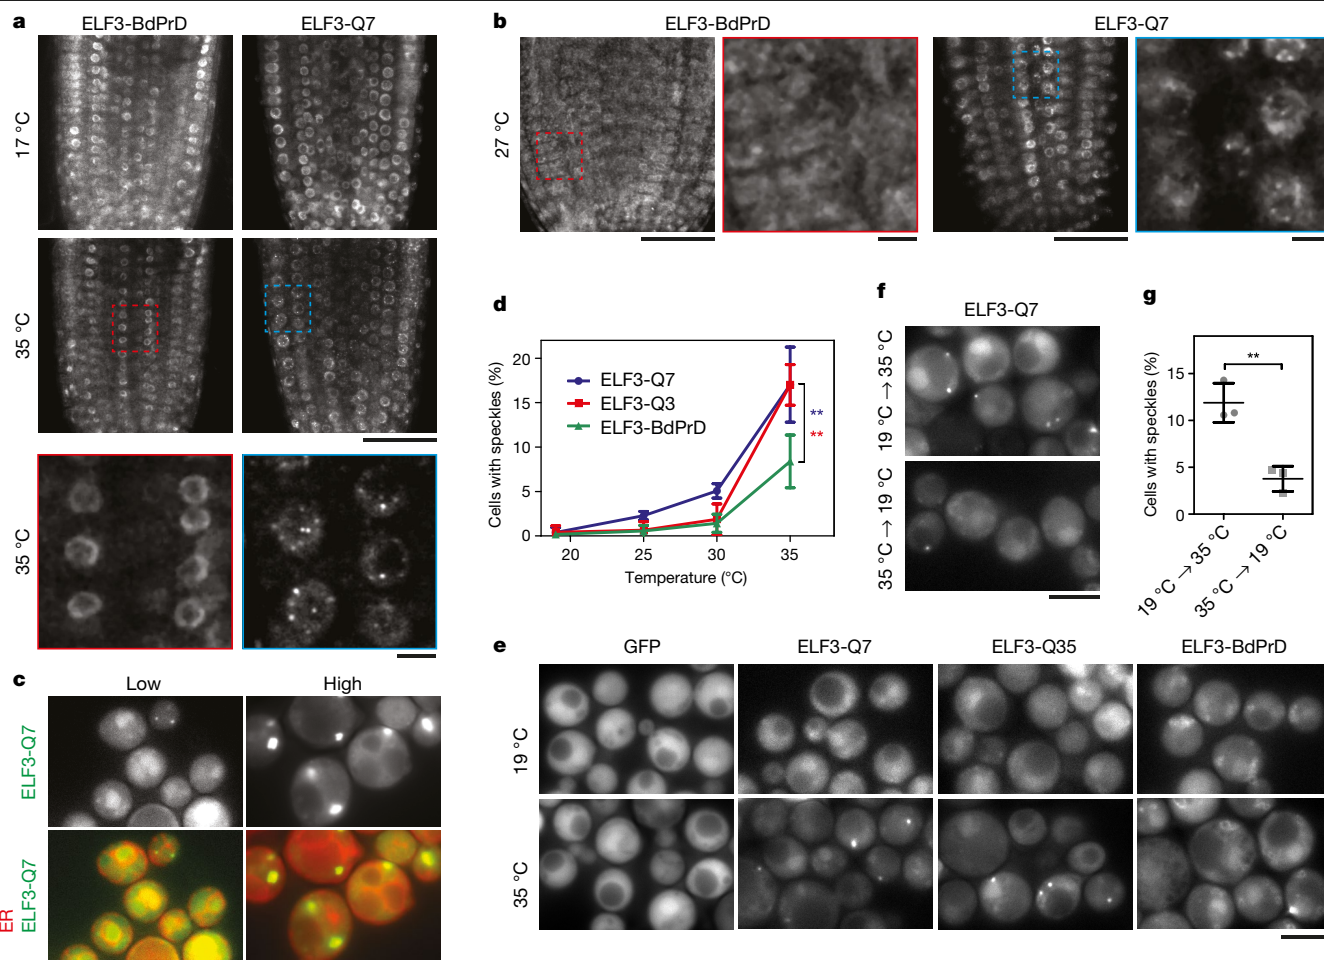 a
ELF3-BdPrD
ELF3-Q7
17 °C
35 °C
35 °C
b
ELF3-BdPrD
ELF3-Q7
27 °C
c
Low
High
ELF3-Q7
ER
ELF3-Q7
d
Cells with speckles (%)
20
15
10
5
0
ELF3-Q7
ELF3-Q3
ELF3-BdPrD
**
**
20
25
30
35
Temperature (°C)
f
ELF3-Q7
19 °C → 35 °C
35 °C → 19 °C
g
Cells with speckles (%)
15
10
5
0
**
19 °C → 35 °C
35 °C → 19 °C
e
GFP
ELF3-Q7
ELF3-Q35
ELF3-BdPrD
19 °C
35 °C